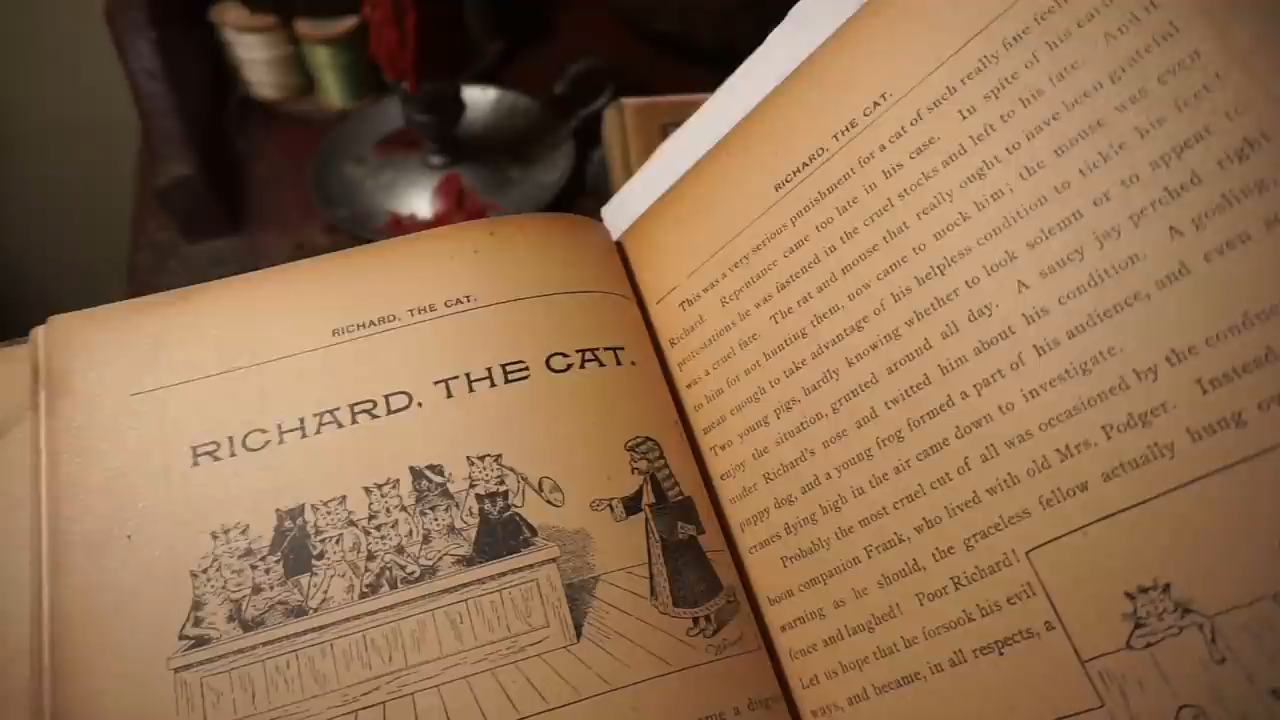 RICHARD, THE CAT.
RICHARD, THE CAT.
ame a disgu
RICHARD, THE CAT.
This was a very serious punishment for a cat of such really fine feeli
Richard. Repentance came too late in his case. In spite of his earn
protestations he was fastened in the cruel stocks and left to his fate. And it
was a cruel fate. The rat and mouse that really ought to have been grateful
to him for not hunting them, now came to mock him; the mouse was even
mean enough to take advantage of his helpless condition to tickle his feet!
Two young pigs, hardly knowing whether to look solemn or to appear to
enjoy the situation, grunted around all day. A saucy jay perched right
under Richard's nose and twitted him about his condition. A gosling,
puppy dog, and a young frog formed a part of his audience, and even s
cranes flying high in the air came down to investigate.
Probably the most cruel cut of all was occasioned by the conduc
boon companion Frank, who lived with old Mrs. Podger. Instead
warning as he should, the graceless fellow actually hung o
fence and laughed! Poor Richard!
Let us hope that he forsook his evil
ways, and became, in all respects, a